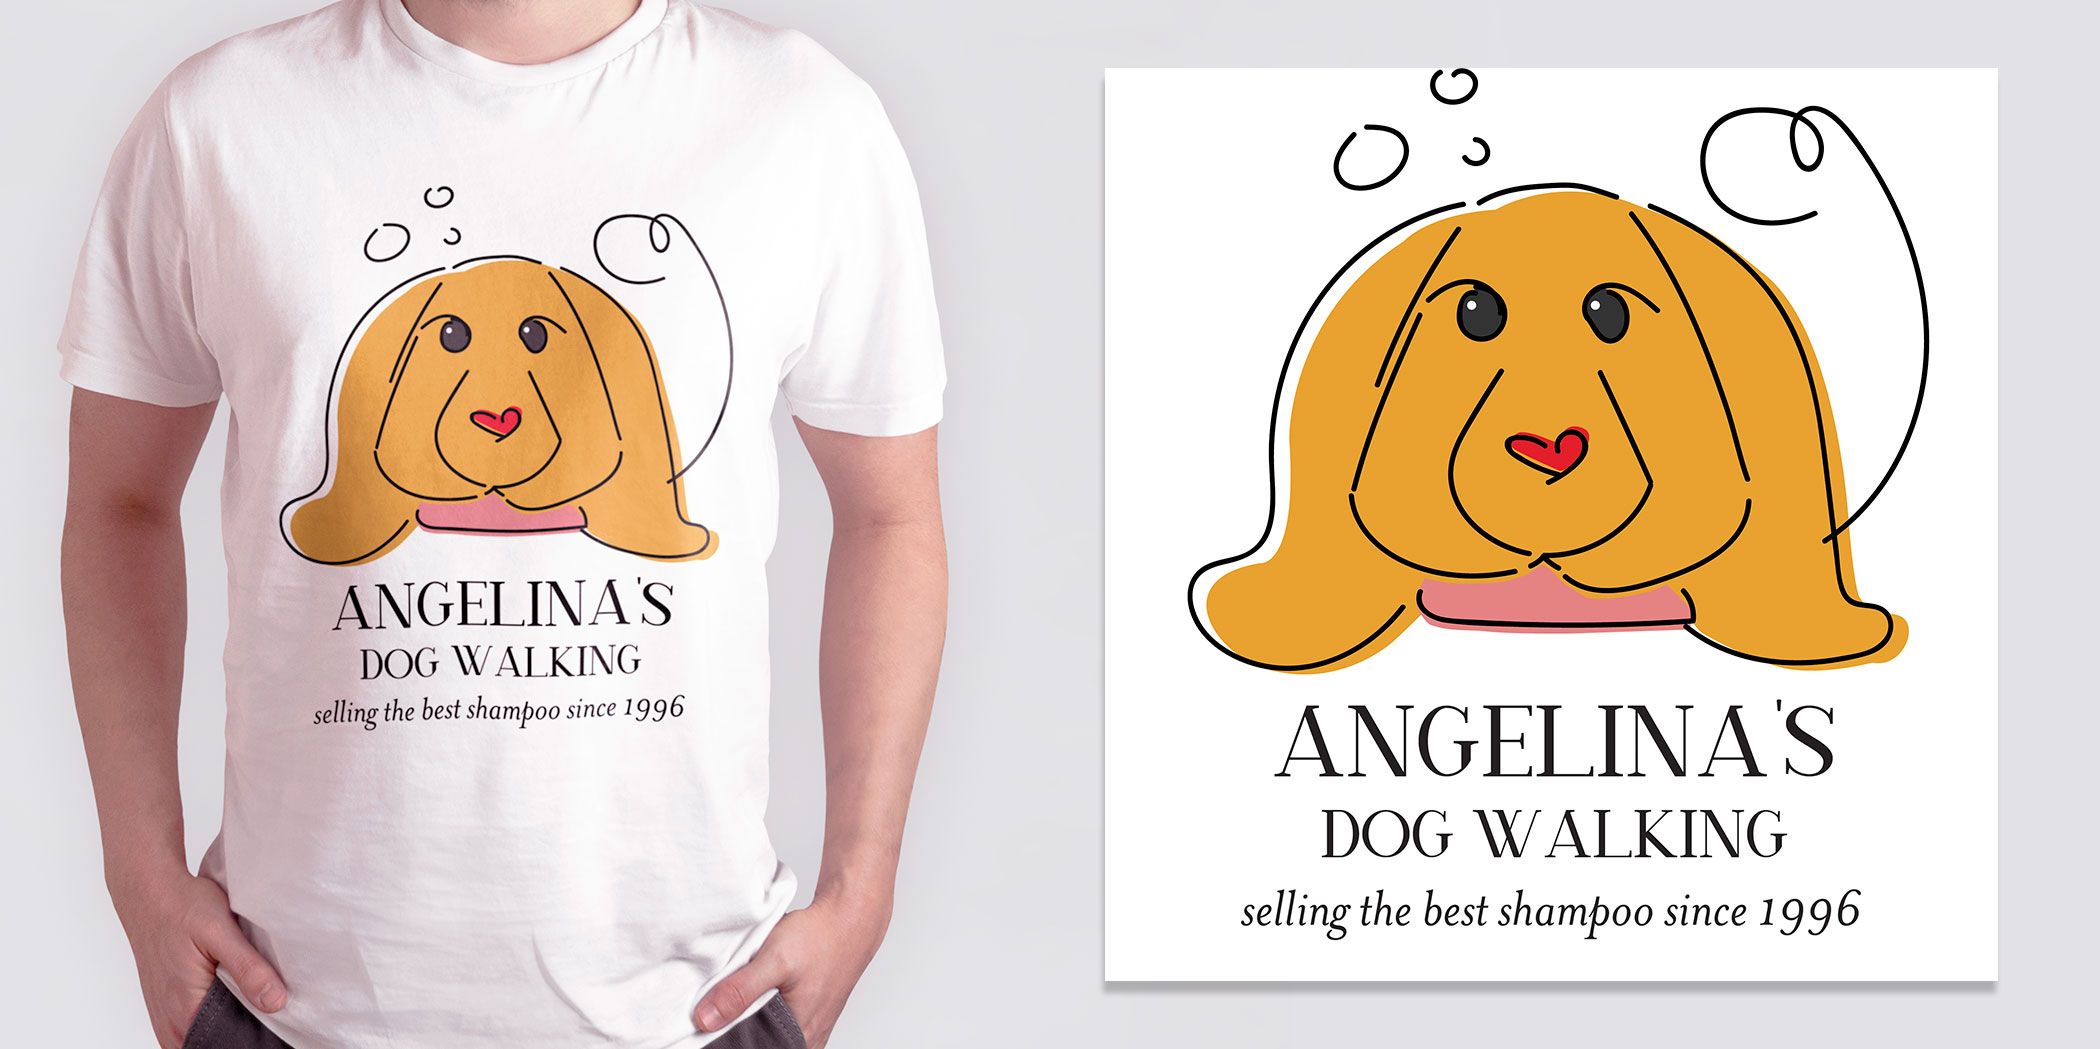 ANGELINA'S
DOG WALKING
selling the best shampoo since 1996
ANGELINA'S
DOG WALKING
selling the best shampoo since 1996